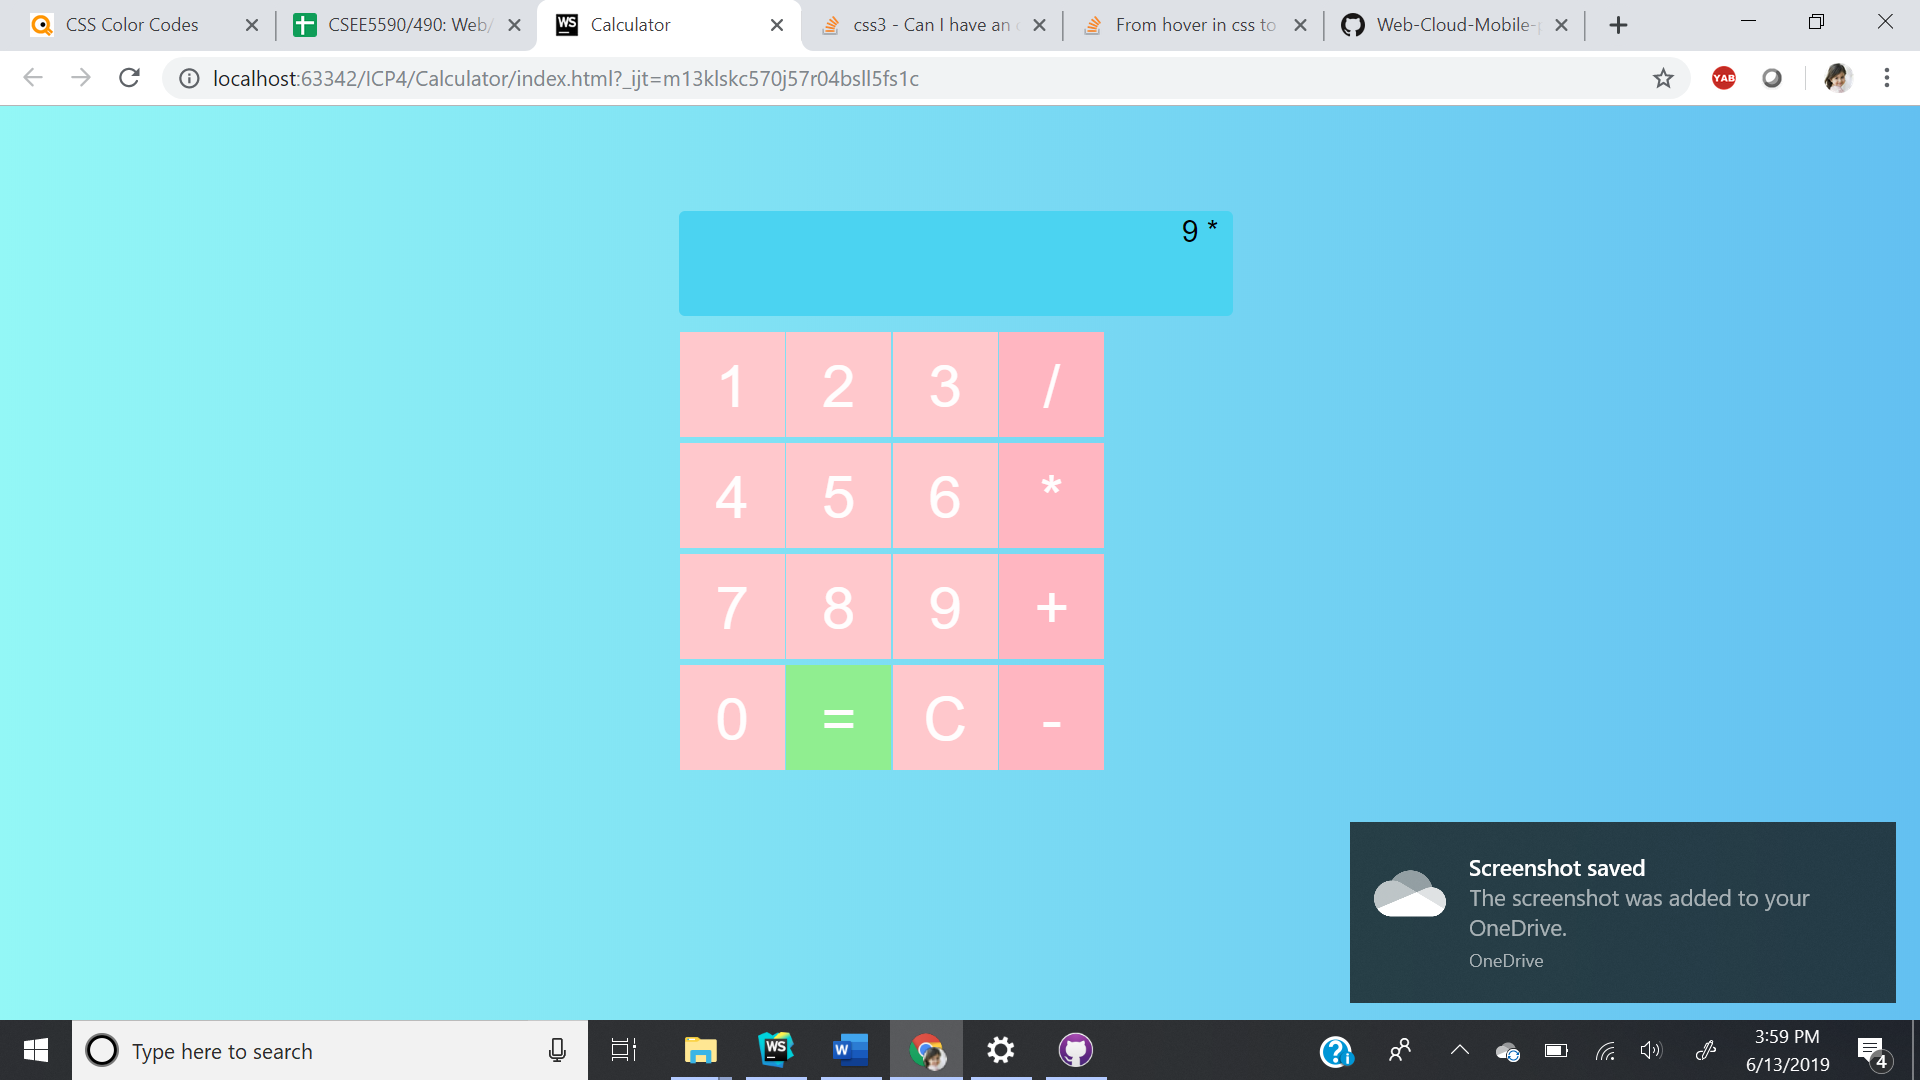 CSS Color Codes
CSEE5590/490: Web/
WS
Calculator
css3 - Can I have an
From hover in css to
Web-Cloud-Mobile-
localhost:63342/ICP4/Calculator/index.html?_ijt=m13klskc570j57r04bsll5fs1c
YAB
9 *
1 2 3 /
4 5 6 *
7 8 9 +
0 = C -
Screenshot saved
The screenshot was added to your
OneDrive.
OneDrive
Type here to search
WS
W
3:59 PM
6/13/2019
4